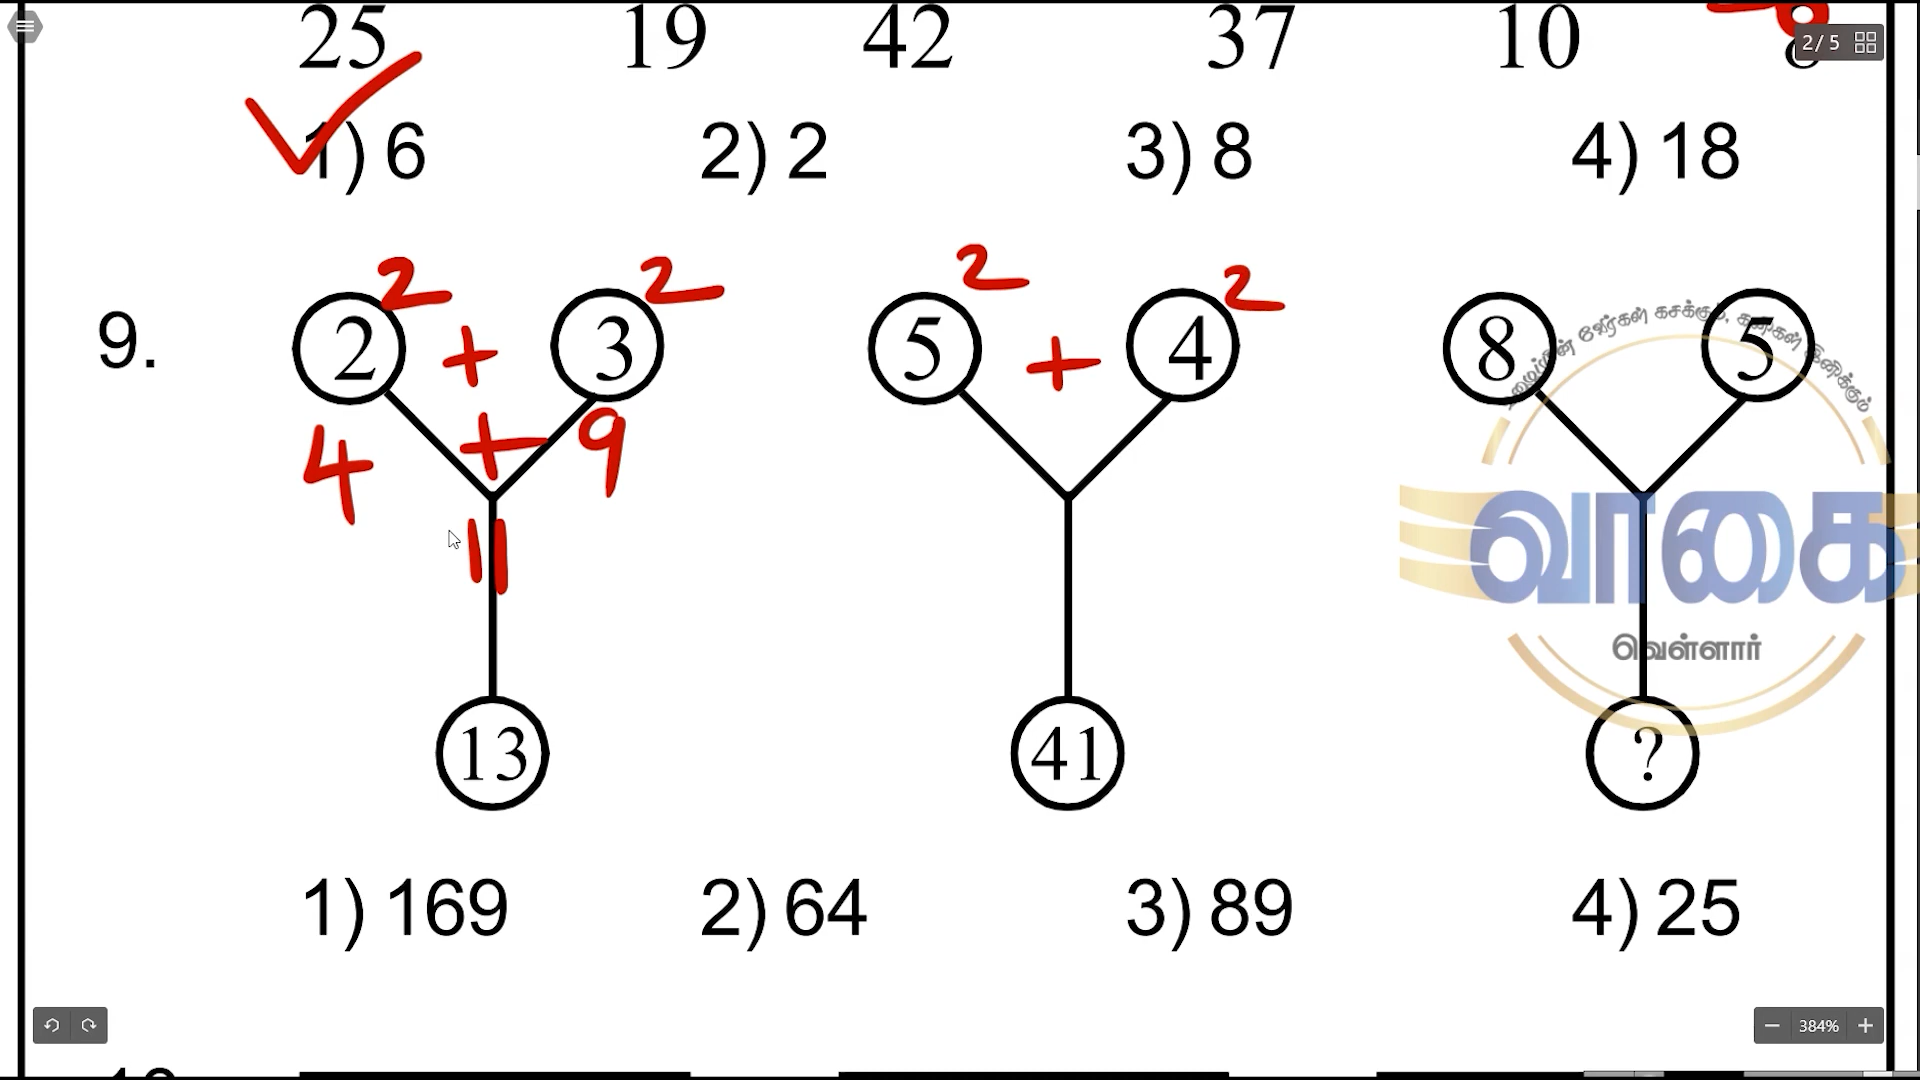 25 19 42 37 10
2/5
1) 6 2) 2 3) 8 4) 18
2 2 2 2
9. 2 + 3 5 + 4 8 5
4 + 9
11
வாகை
வெள்ளார்
13 41 ?
1) 169 2) 64 3) 89 4) 25
384%